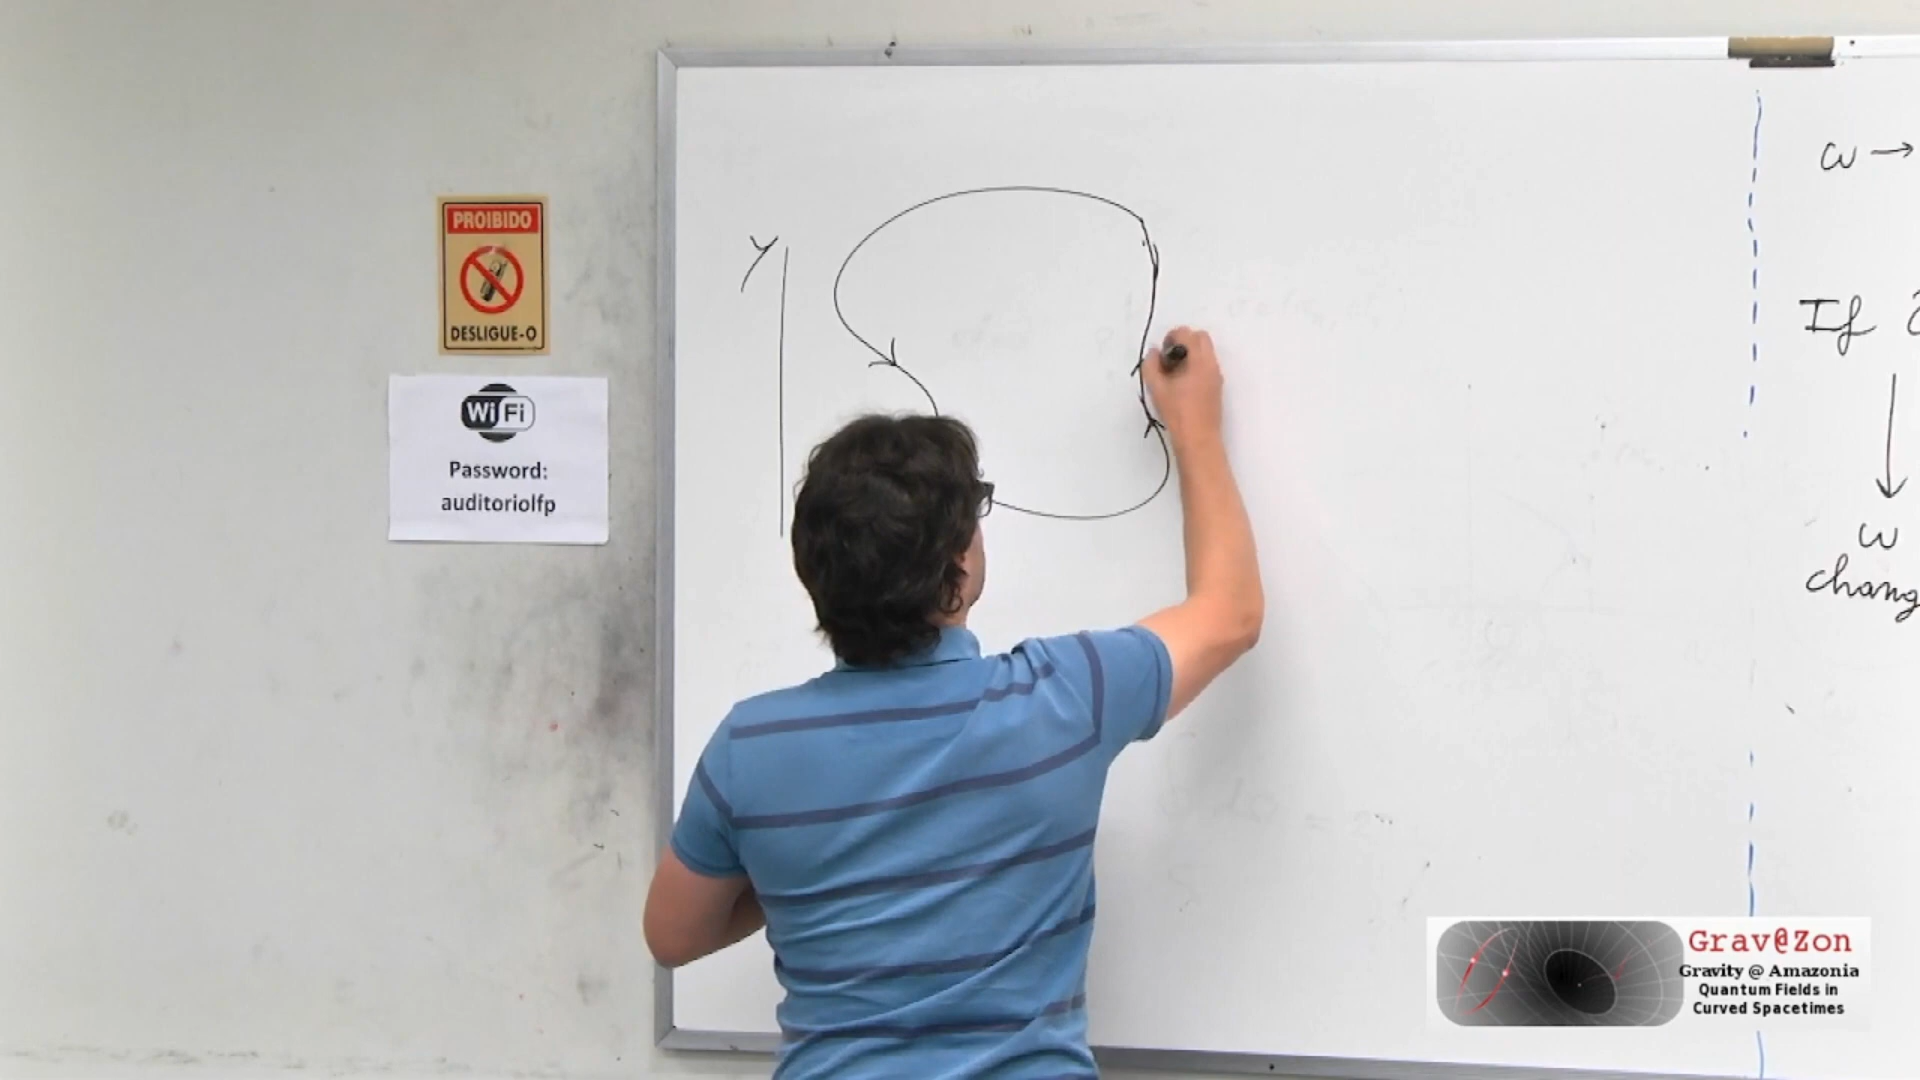 PROIBIDO
DESLIGUE-O
WiFi
Password:
auditoriolfp
Y
ω →
If
ω
chang
Grav@Zon
Gravity @ Amazonia
Quantum Fields in
Curved Spacetimes